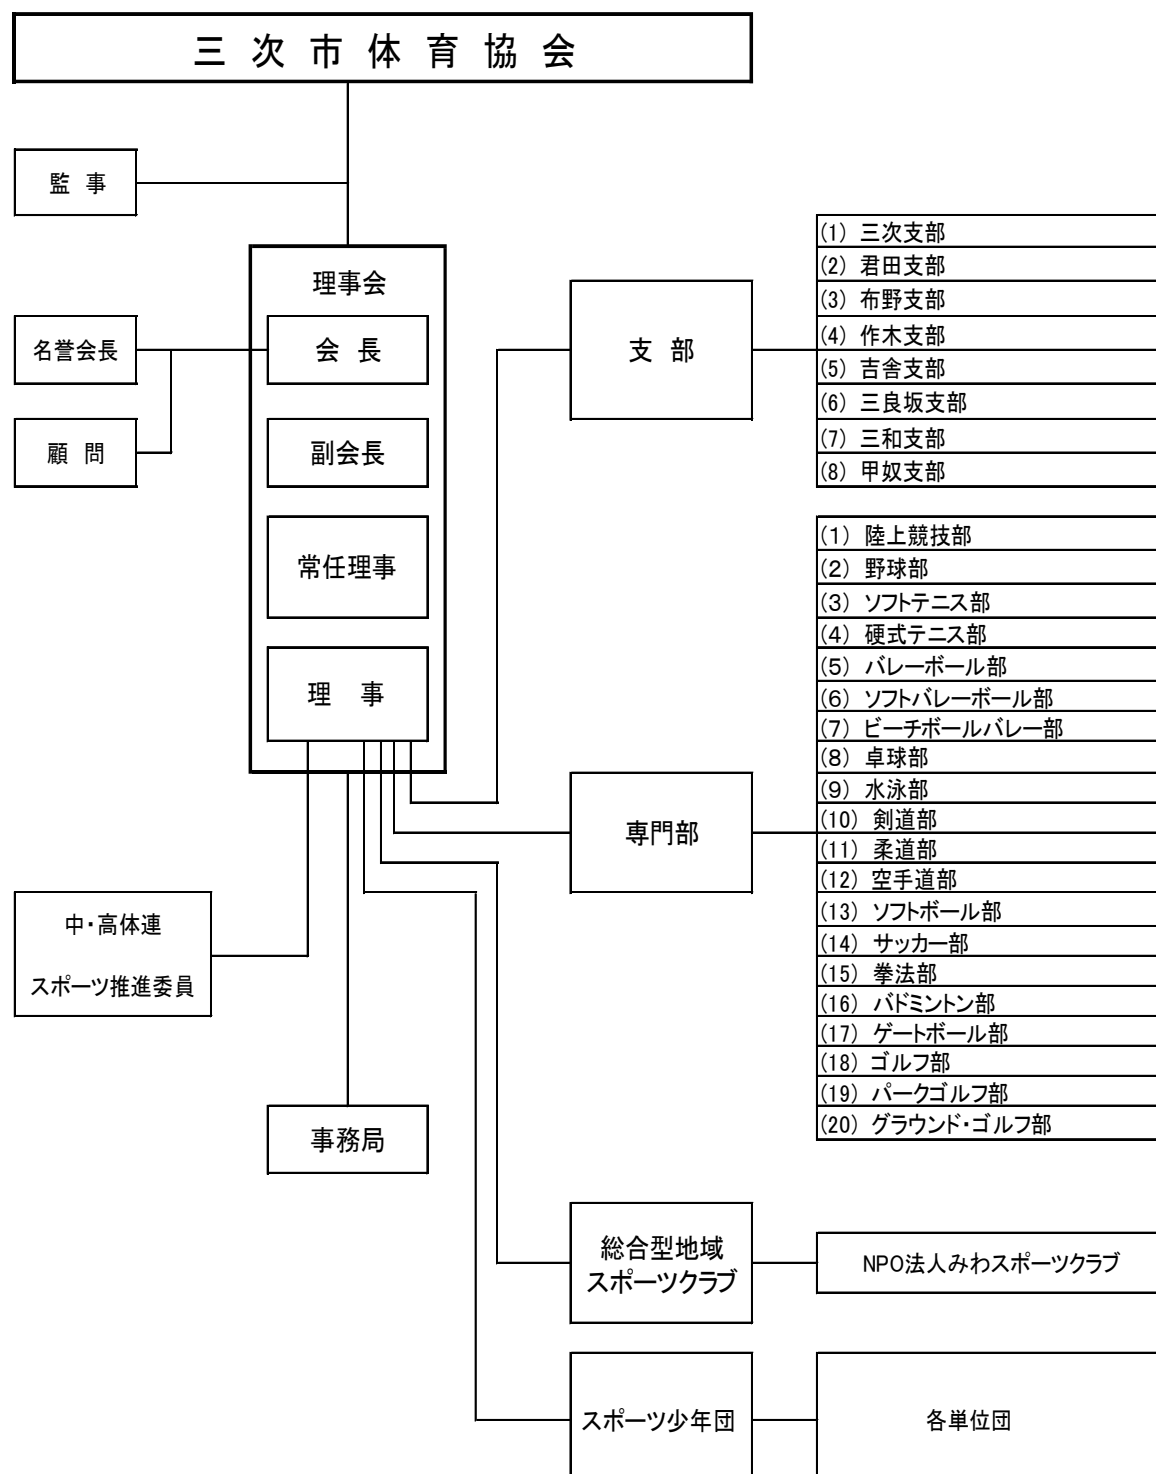 三次市体育協会
監 事
理事会
名誉会長
会 長
顧 問
副会長
常任理事
理 事
中・高体連
スポーツ推進委員
事務局
支 部
(1) 三次支部
(2) 君田支部
(3) 布野支部
(4) 作木支部
(5) 吉舎支部
(6) 三良坂支部
(7) 三和支部
(8) 甲奴支部
専門部
(1) 陸上競技部
(2) 野球部
(3) ソフトテニス部
(4) 硬式テニス部
(5) バレーボール部
(6) ソフトバレーボール部
(7) ビーチボールバレー部
(8) 卓球部
(9) 水泳部
(10) 剣道部
(11) 柔道部
(12) 空手道部
(13) ソフトボール部
(14) サッカー部
(15) 拳法部
(16) バドミントン部
(17) ゲートボール部
(18) ゴルフ部
(19) パークゴルフ部
(20) グラウンド・ゴルフ部
総合型地域
スポーツクラブ
NPO法人みわスポーツクラブ
スポーツ少年団
各単位団